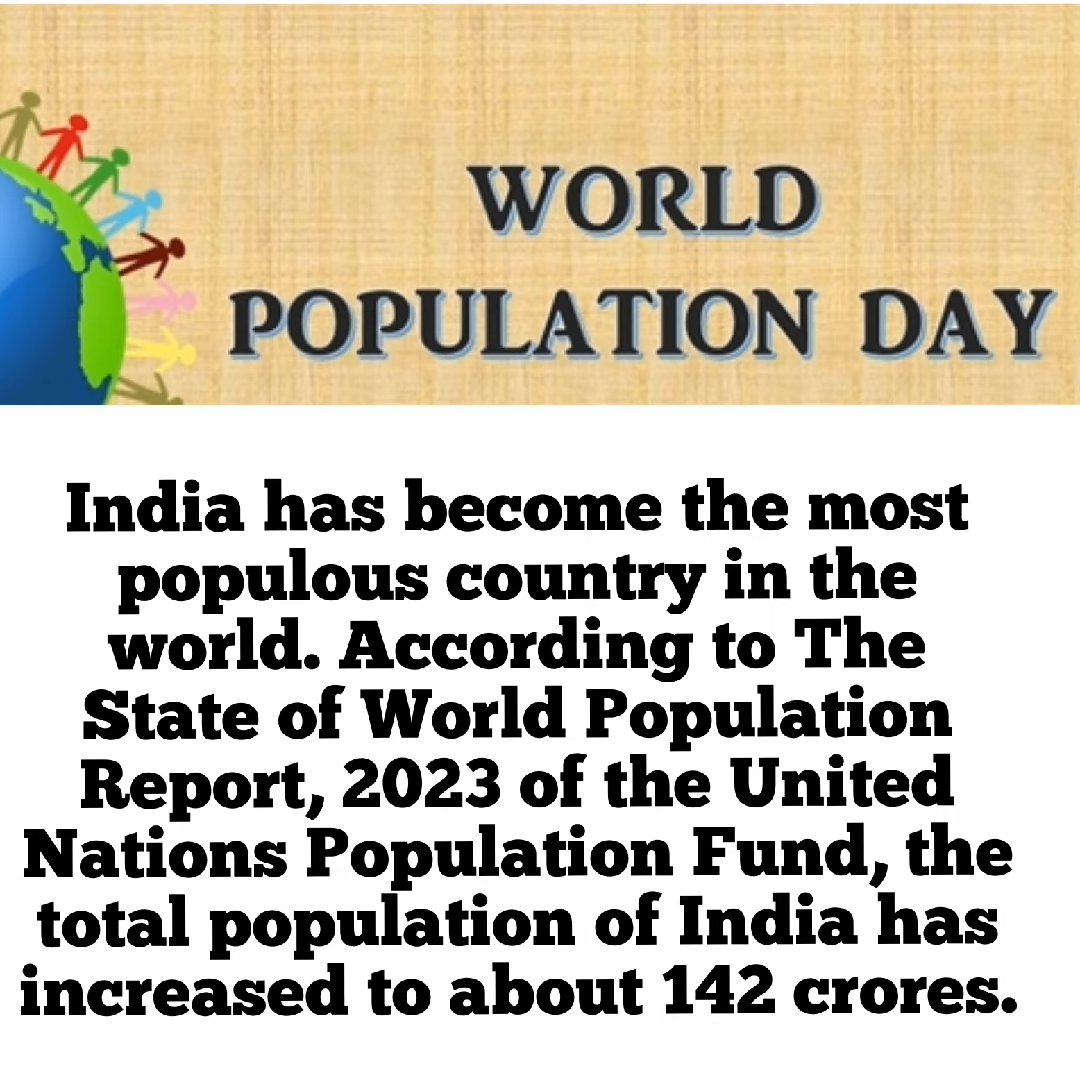 WORLD
POPULATION DAY
India has become the most
populous country in the
world. According to The
State of World Population
Report, 2023 of the United
Nations Population Fund, the
total population of India has
increased to about 142 crores.